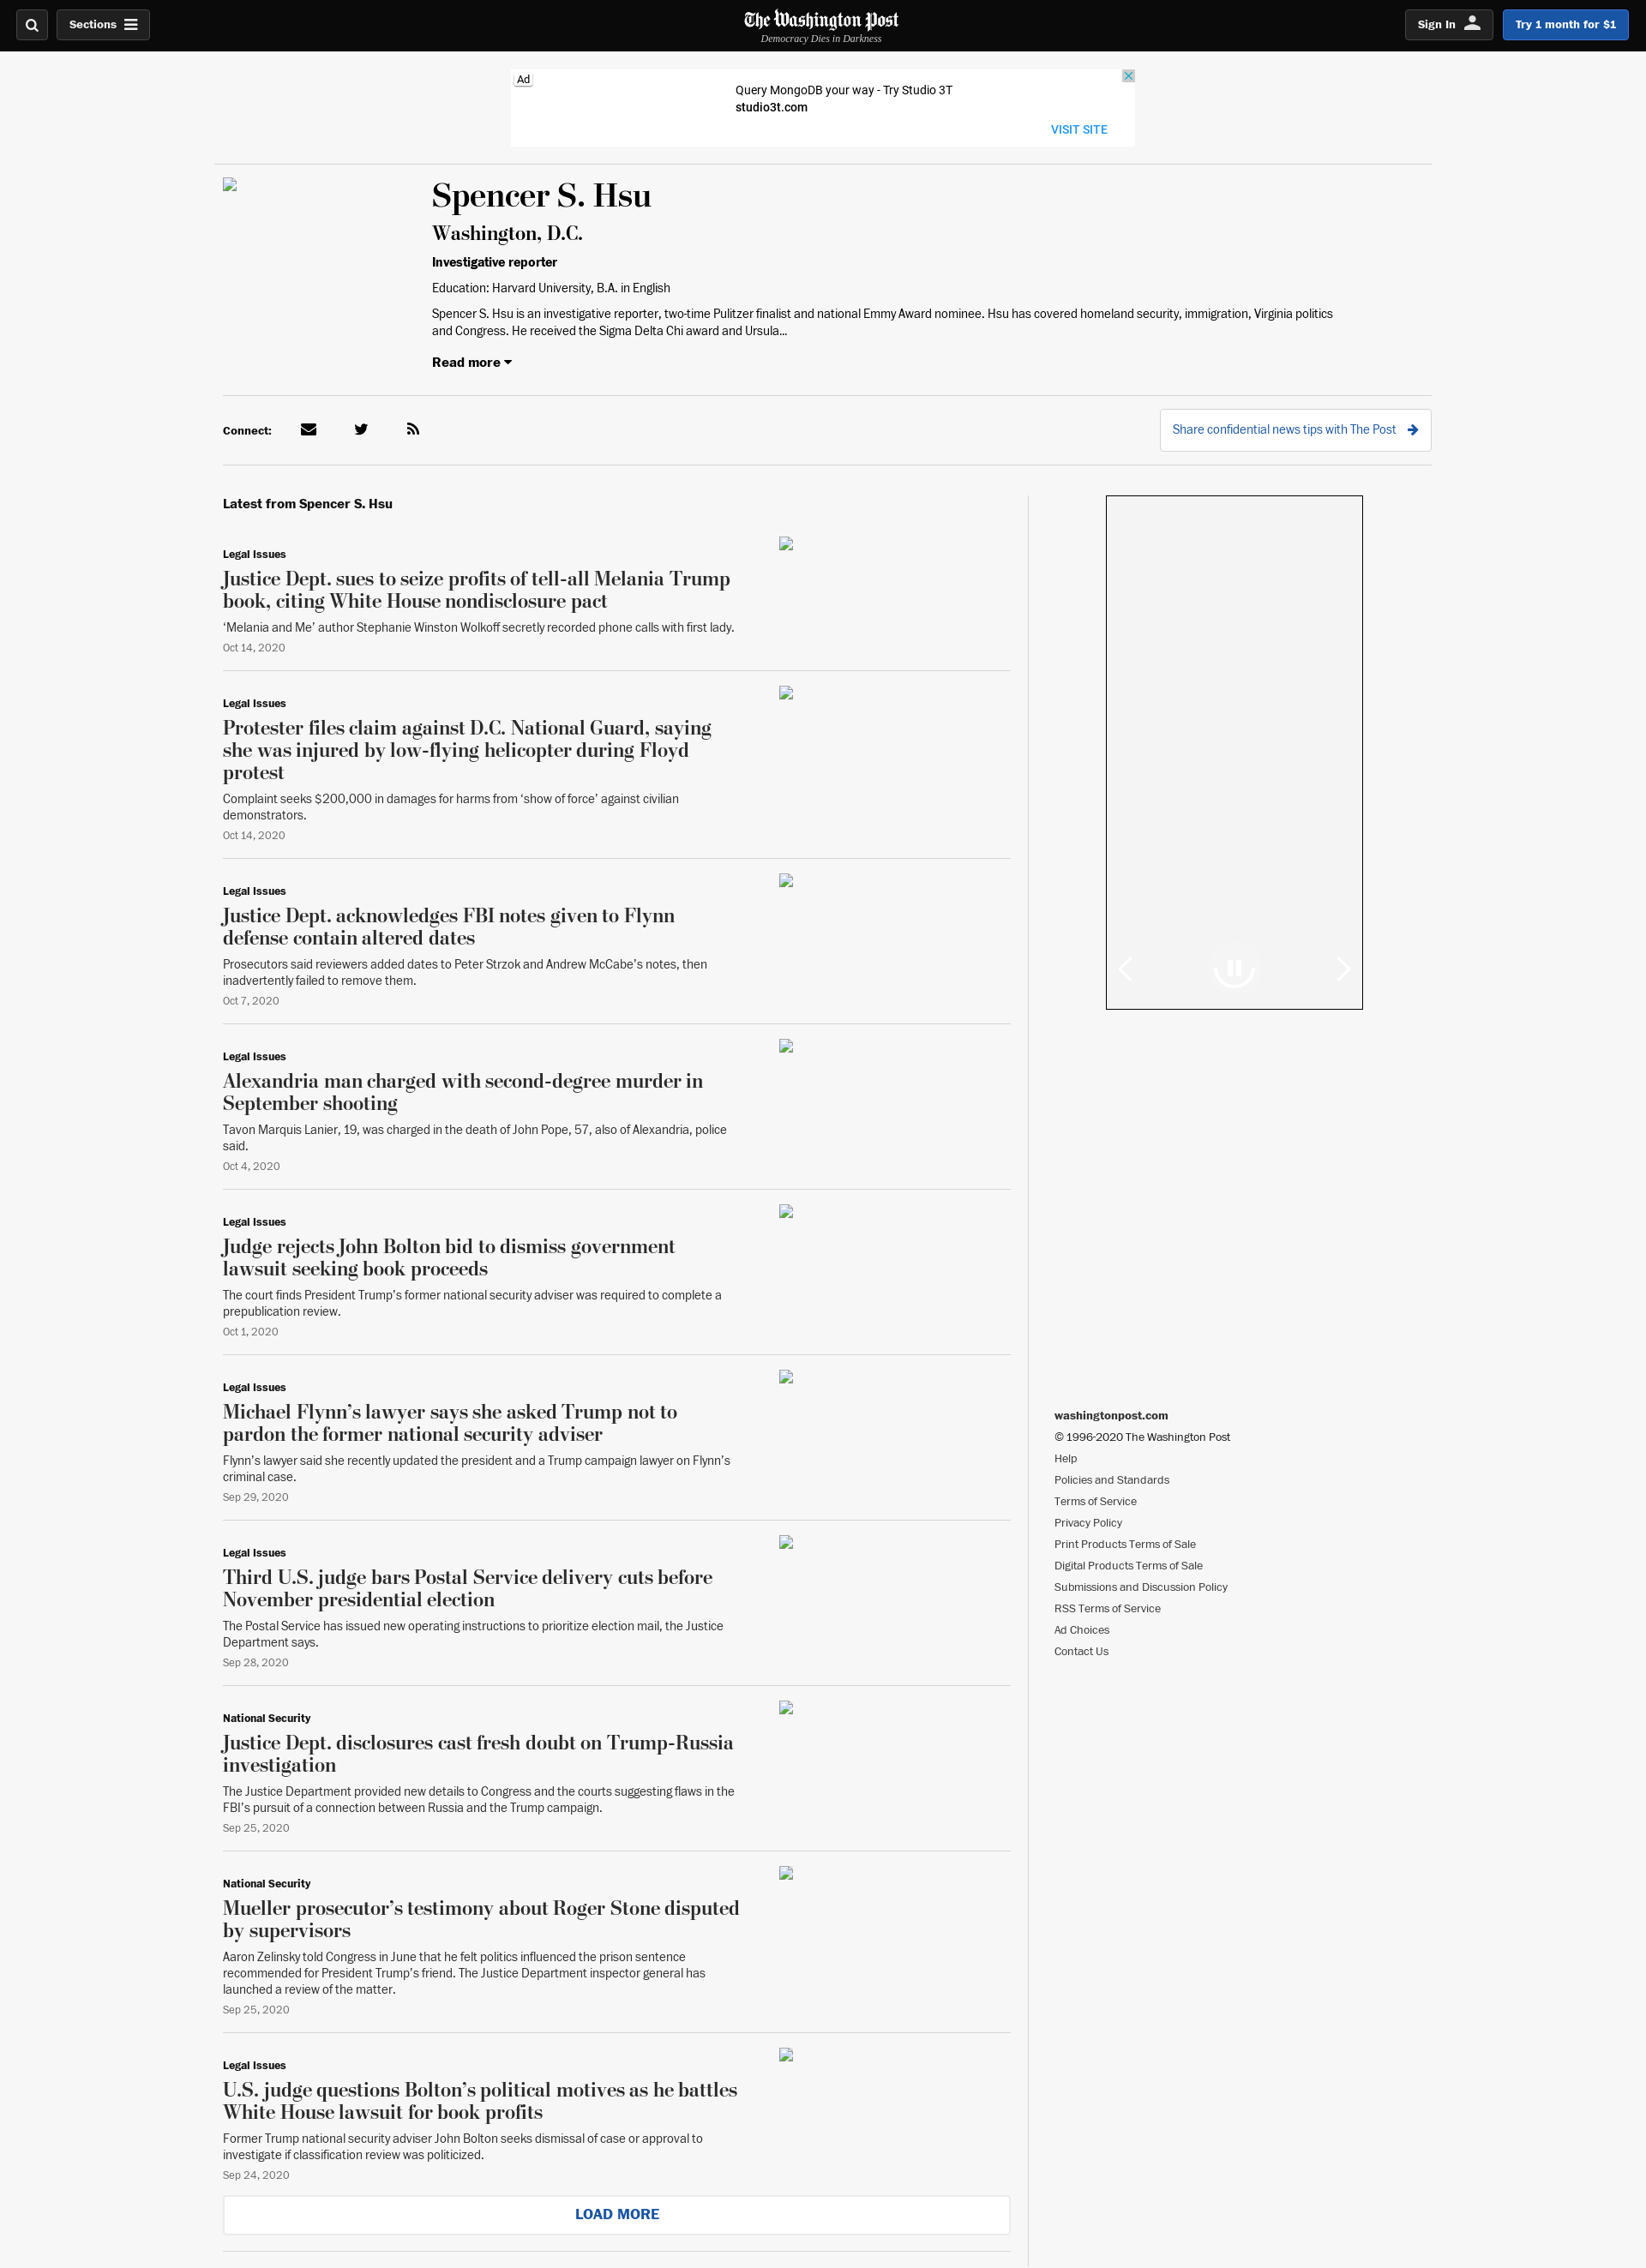 Sections
The Washington Post
Democracy Dies in Darkness
Sign In
Try 1 month for $1
Ad
Query MongoDB your way - Try Studio 3T
studio3t.com
VISIT SITE
Spencer S. Hsu
Washington, D.C.
Investigative reporter
Education: Harvard University, B.A. in English
Spencer S. Hsu is an investigative reporter, two-time Pulitzer finalist and national Emmy Award nominee. Hsu has covered homeland security, immigration, Virginia politics
and Congress. He received the Sigma Delta Chi award and Ursula...
Read more
Connect:
Share confidential news tips with The Post
Latest from Spencer S. Hsu
Legal Issues
Justice Dept. sues to seize profits of tell-all Melania Trump
book, citing White House nondisclosure pact
‘Melania and Me’ author Stephanie Winston Wolkoff secretly recorded phone calls with first lady.
Oct 14, 2020
Legal Issues
Protester files claim against D.C. National Guard, saying
she was injured by low-flying helicopter during Floyd
protest
Complaint seeks $200,000 in damages for harms from ‘show of force’ against civilian
demonstrators.
Oct 14, 2020
Legal Issues
Justice Dept. acknowledges FBI notes given to Flynn
defense contain altered dates
Prosecutors said reviewers added dates to Peter Strzok and Andrew McCabe’s notes, then
inadvertently failed to remove them.
Oct 7, 2020
Legal Issues
Alexandria man charged with second-degree murder in
September shooting
Tavon Marquis Lanier, 19, was charged in the death of John Pope, 57, also of Alexandria, police
said.
Oct 4, 2020
Legal Issues
Judge rejects John Bolton bid to dismiss government
lawsuit seeking book proceeds
The court finds President Trump’s former national security adviser was required to complete a
prepublication review.
Oct 1, 2020
Legal Issues
Michael Flynn’s lawyer says she asked Trump not to
pardon the former national security adviser
Flynn’s lawyer said she recently updated the president and a Trump campaign lawyer on Flynn’s
criminal case.
Sep 29, 2020
Legal Issues
Third U.S. judge bars Postal Service delivery cuts before
November presidential election
The Postal Service has issued new operating instructions to prioritize election mail, the Justice
Department says.
Sep 28, 2020
National Security
Justice Dept. disclosures cast fresh doubt on Trump-Russia
investigation
The Justice Department provided new details to Congress and the courts suggesting flaws in the
FBI’s pursuit of a connection between Russia and the Trump campaign.
Sep 25, 2020
National Security
Mueller prosecutor’s testimony about Roger Stone disputed
by supervisors
Aaron Zelinsky told Congress in June that he felt politics influenced the prison sentence
recommended for President Trump’s friend. The Justice Department inspector general has
launched a review of the matter.
Sep 25, 2020
Legal Issues
U.S. judge questions Bolton’s political motives as he battles
White House lawsuit for book profits
Former Trump national security adviser John Bolton seeks dismissal of case or approval to
investigate if classification review was politicized.
Sep 24, 2020
LOAD MORE
washingtonpost.com
© 1996-2020 The Washington Post
Help
Policies and Standards
Terms of Service
Privacy Policy
Print Products Terms of Sale
Digital Products Terms of Sale
Submissions and Discussion Policy
RSS Terms of Service
Ad Choices
Contact Us